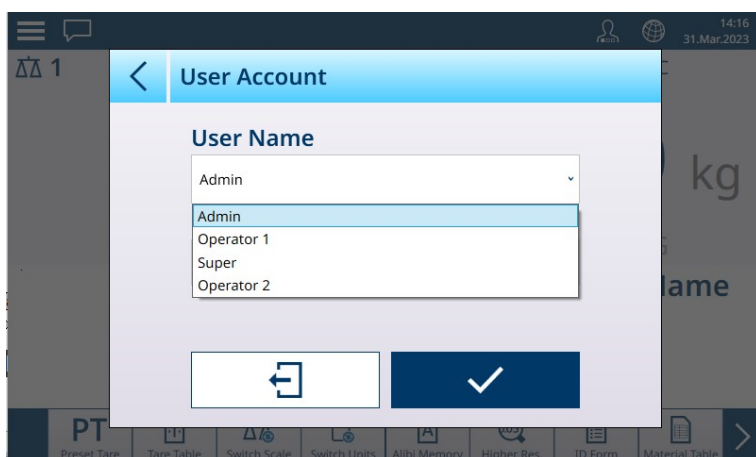 14:16
31.Mar.2023
1
User Account
User Name
Admin
kg
Admin
Operator 1
Super
Operator 2
lame
PT
Preset Tare
Tare Table
Switch Scale
Switch Units
Alibi Memory
Higher Res.
ID Form
Material Table